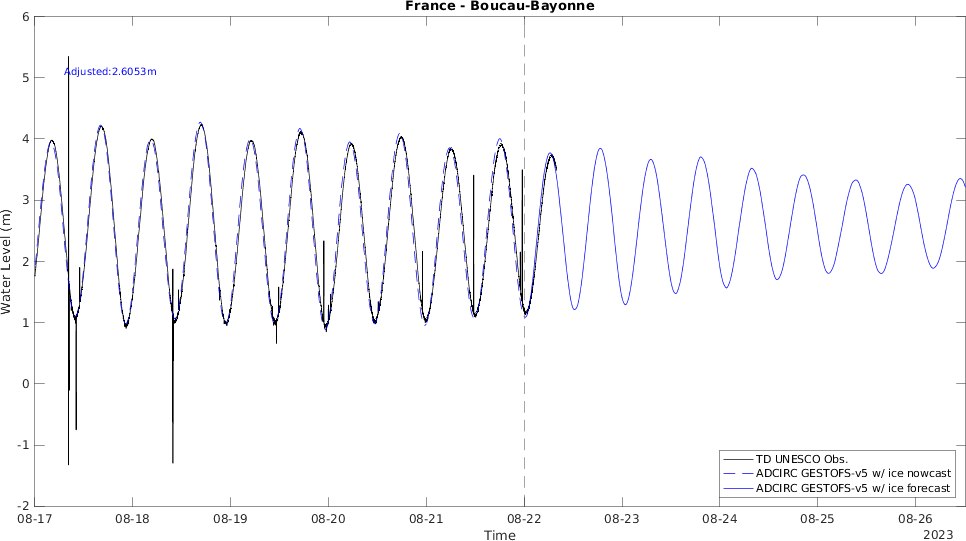 France - Boucau-Bayonne
6
5
4
3
2
1
0
-1
-2
Water Level (m)
Adjusted:2.6053m
TD UNESCO Obs.
ADCIRC GESTOFS-v5 w/ ice nowcast
ADCIRC GESTOFS-v5 w/ ice forecast
08-17 08-18 08-19 08-20 08-21 08-22 08-23 08-24 08-25 08-26
Time
2023